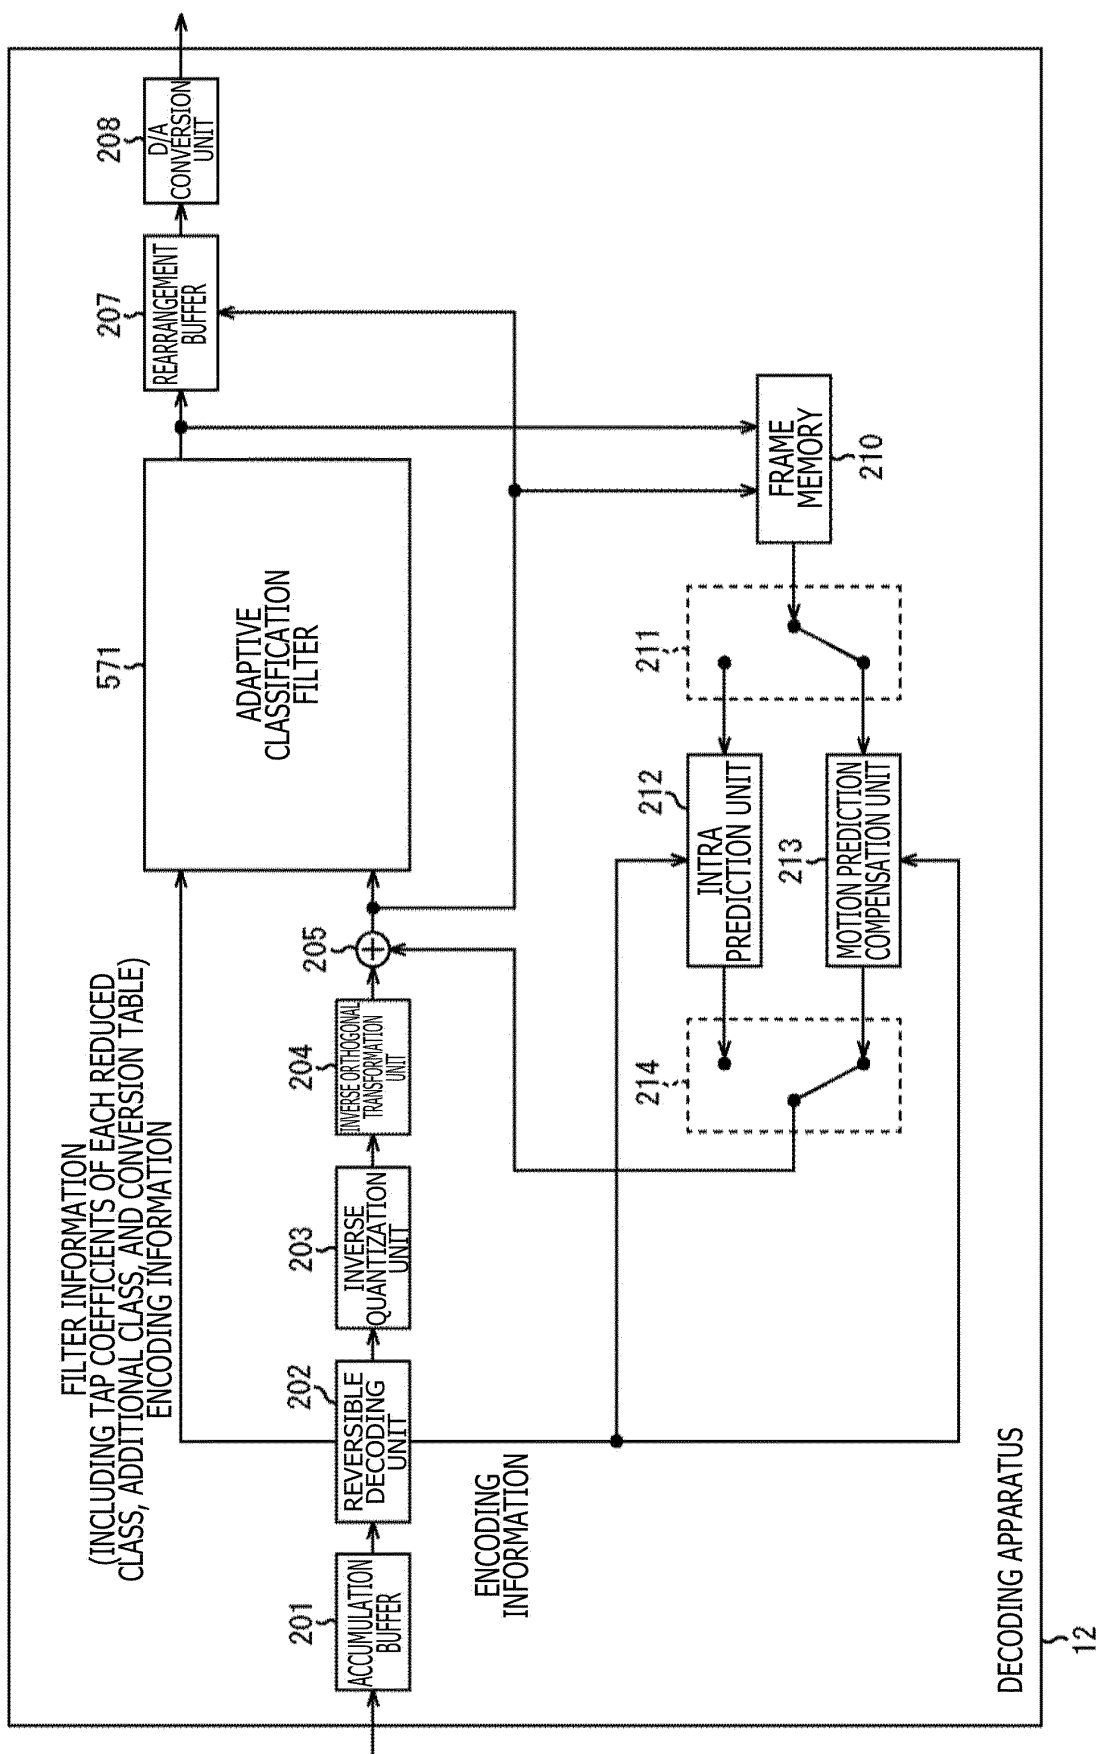 FILTER INFORMATION
(INCLUDING TAP COEFFICIENTS OF EACH REDUCED
CLASS, ADDITIONAL CLASS, AND CONVERSION TABLE)
ENCODING INFORMATION
571
ADAPTIVE
CLASSIFICATION
FILTER
207
REARRANGEMENT
BUFFER
208
D/A
CONVERSION
UNIT
201
ACCUMULATION
BUFFER
202
REVERSIBLE
DECODING
UNIT
203
INVERSE
QUANTIZATION
UNIT
204
INVERSE ORTHOGONAL
TRANSFORMATION
UNIT
205
+
ENCODING
INFORMATION
214
212
INTRA
PREDICTION UNIT
211
213
MOTION PREDICTION
COMPENSATION UNIT
FRAME
MEMORY
210
DECODING APPARATUS
12